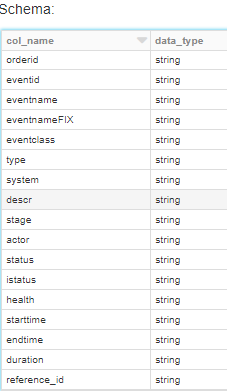 Schema:
col_name data_type
orderid string
eventid string
eventname string
eventnameFIX string
eventclass string
type string
system string
descr string
stage string
actor string
status string
istatus string
health string
starttime string
endtime string
duration string
reference_id string